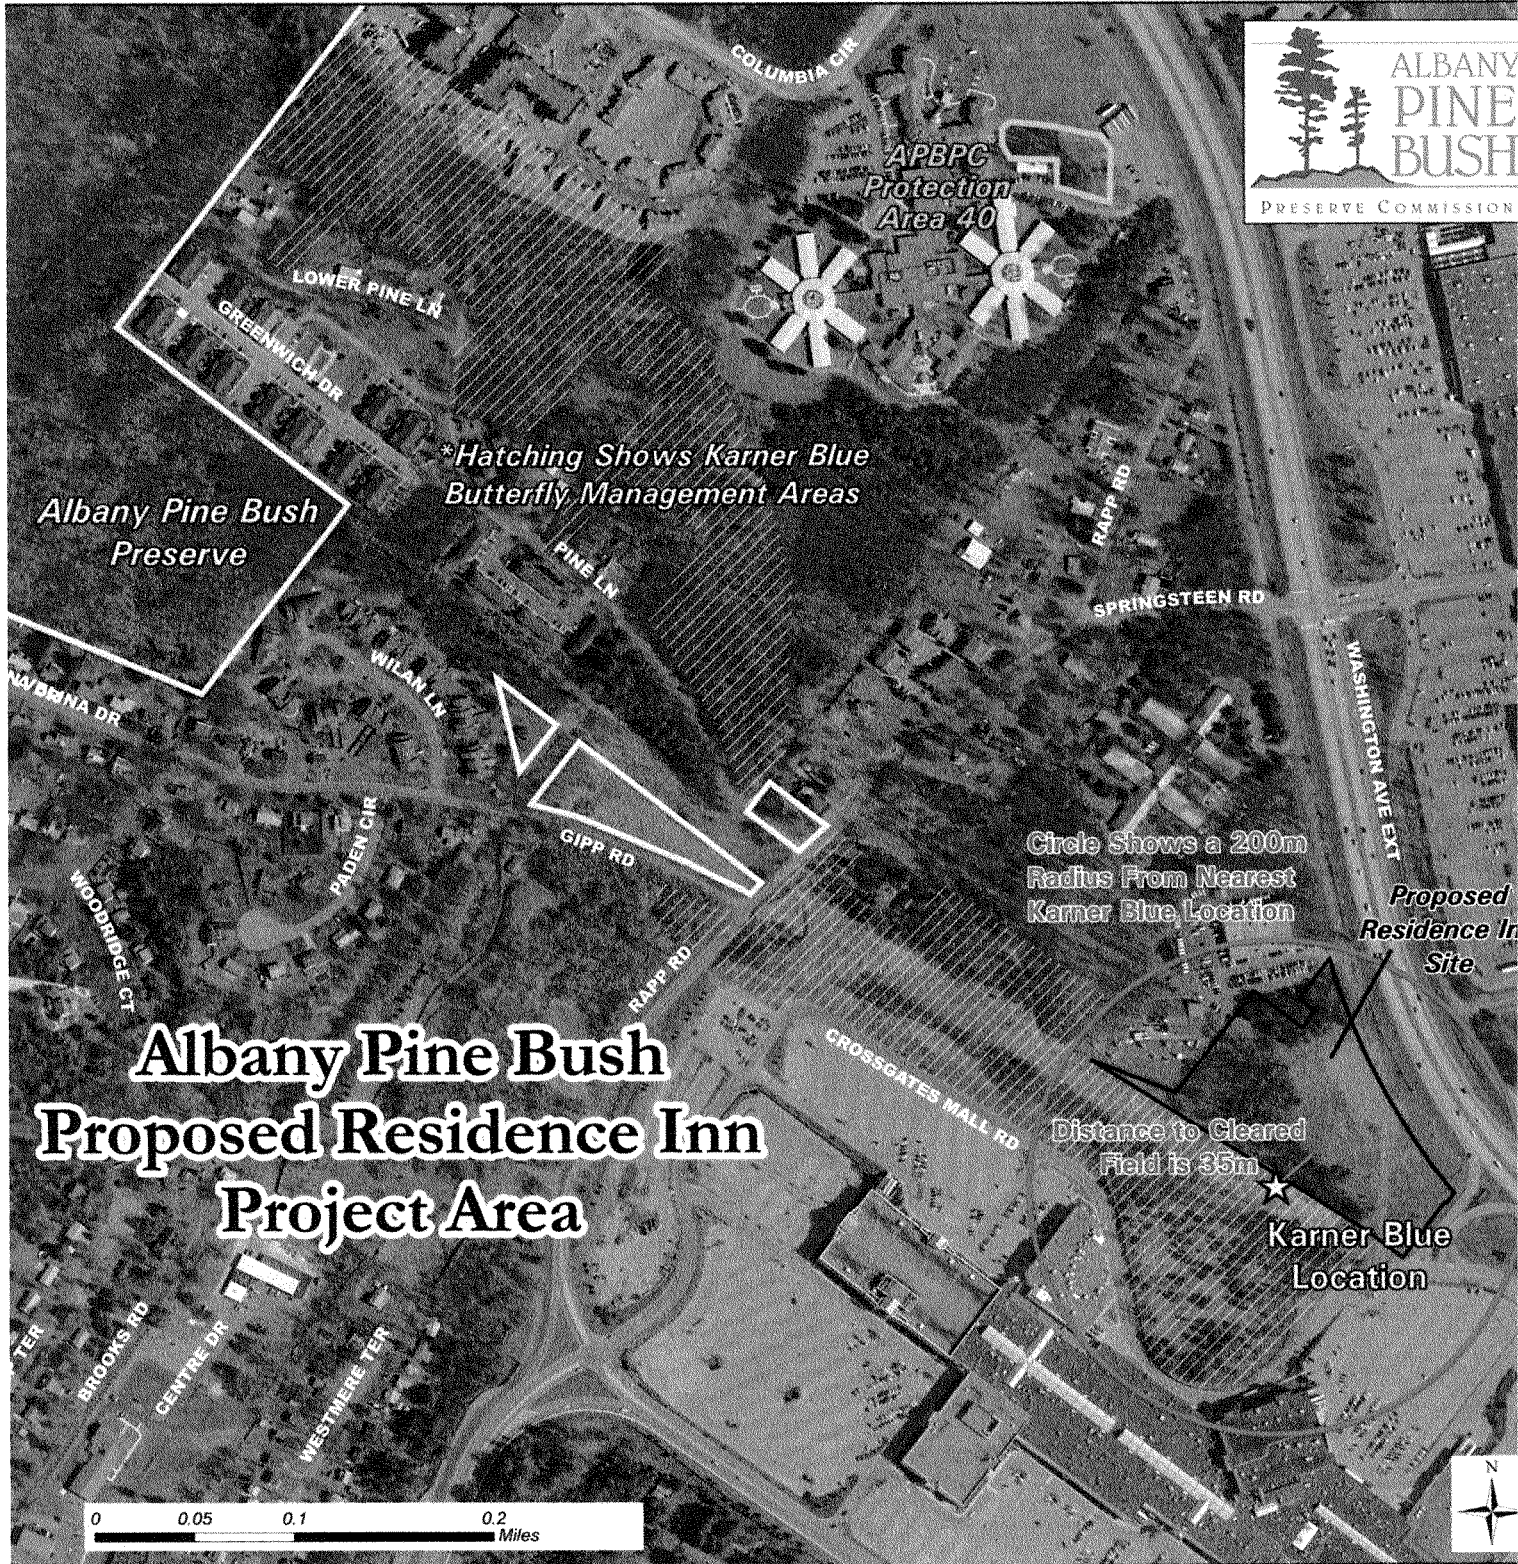 COLUMBIA CIR
ALBANY
PINE
BUSH
PRESERVE COMMISSION
APBPC
Protection
Area 40
LOWER PINE LN
GREENWICH DR
*Hatching Shows Karner Blue
Butterfly Management Areas
Albany Pine Bush
Preserve
RAPP RD
PINE LN
SPRINGSTEEN RD
WILAN LN
WASHINGTON AVE EXT
INA DR
PADEN CIR
GIPP RD
WOODRIDGE CT
Circle Shows a 200m
Radius From Nearest
Karner Blue Location
Proposed
Residence In
Site
RAPP RD
CROSSGATES MALL RD
Albany Pine Bush
Proposed Residence Inn
Project Area
Distance to Cleared
Field is 35m
Karner Blue
Location
TER
BROOKS RD
CENTRE DR
WESTMERE TER
N
0 0.05 0.1 0.2
Miles